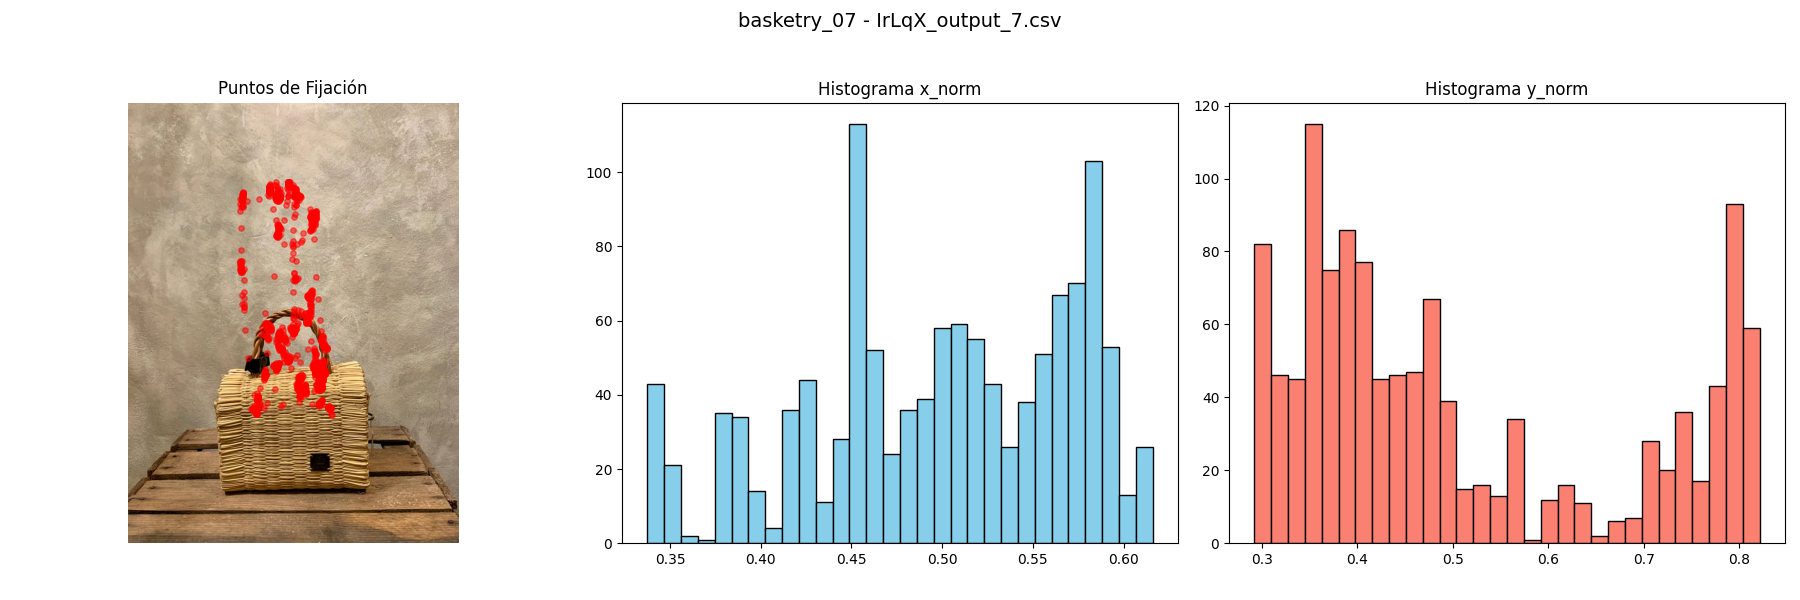 basketry_07 - IrLqX_output_7.csv
Puntos de Fijación
Histograma x_norm
Histograma y_norm
100
80
60
40
20
0
0.35 0.40 0.45 0.50 0.55 0.60
120
100
80
60
40
20
0
0.3 0.4 0.5 0.6 0.7 0.8